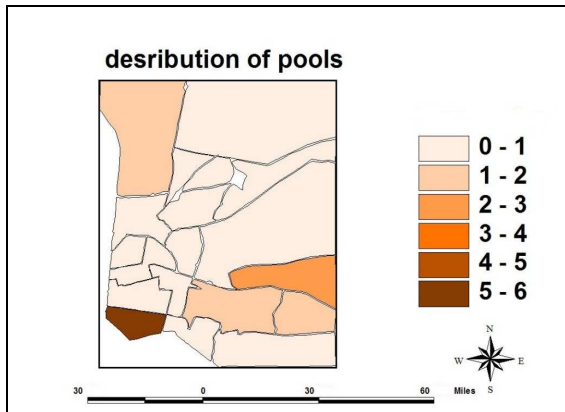 desribution of pools
0 - 1
1 - 2
2 - 3
3 - 4
4 - 5
5 - 6
N
W E
S
30 0 30 60 Miles